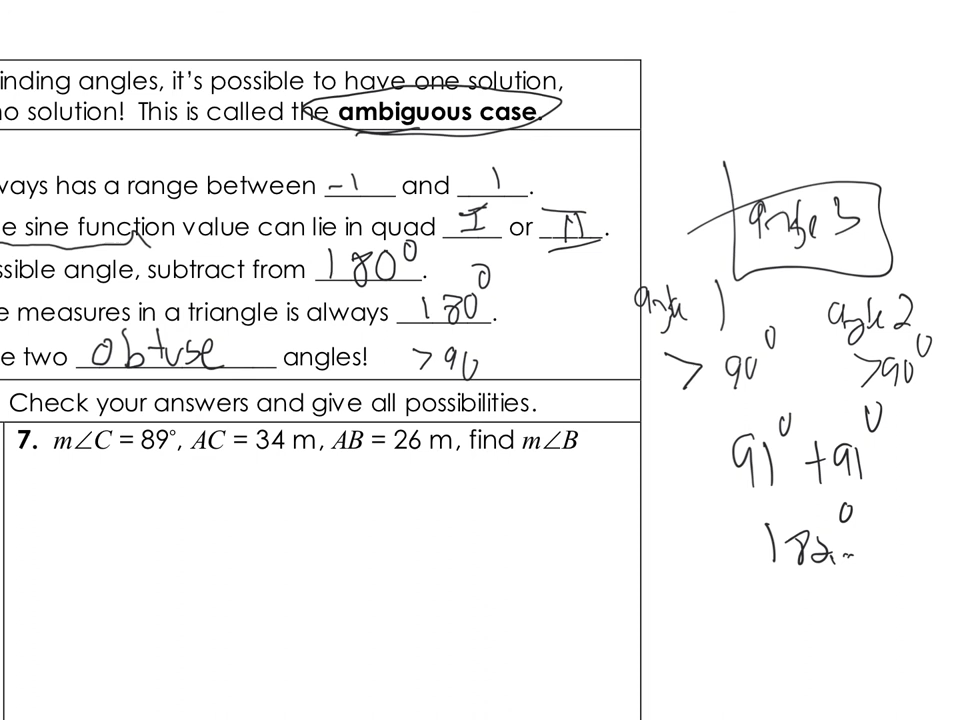 inding angles, it's possible to have one solution,
no solution! This is called the ambiguous case.
ways has a range between -1 and 1.
e sine function value can lie in quad I or II.
ssible angle, subtract from 180°.
e measures in a triangle is always 180°.
e two obtuse angles! >90
Check your answers and give all possibilities.
7. m∠C = 89°, AC = 34 m, AB = 26 m, find m∠B
angle 3
angle 1 angle 2
>90° >90°
91° + 91°
182°